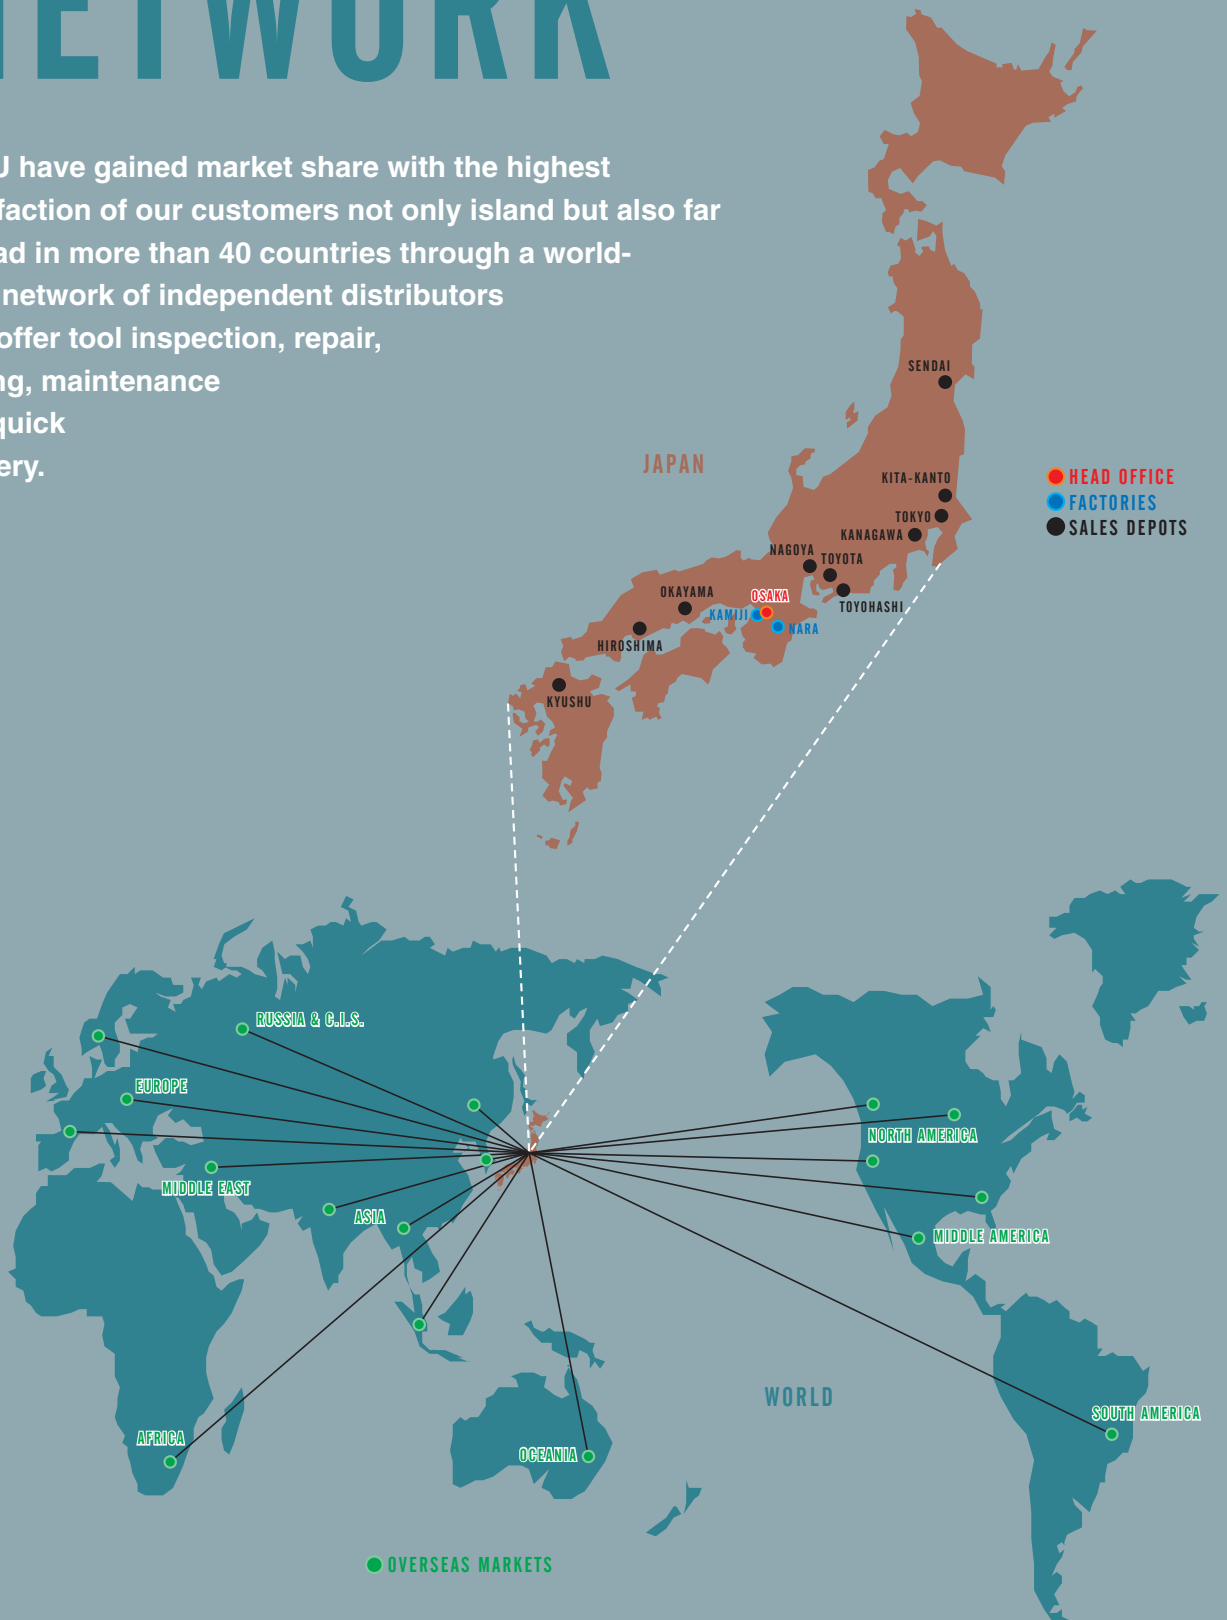 NETWORK
U have gained market share with the highest
faction of our customers not only island but also far
ad in more than 40 countries through a world-
network of independent distributors
offer tool inspection, repair,
ng, maintenance
quick
ery.
SENDAI
JAPAN
KITA-KANTO
HEAD OFFICE
FACTORIES
SALES DEPOTS
TOKYO
KANAGAWA
NAGOYA
TOYOTA
OKAYAMA
OSAKA
TOYOHASHI
KAMIJI
NARA
HIROSHIMA
KYUSHU
RUSSIA & C.I.S.
EUROPE
NORTH AMERICA
MIDDLE EAST
ASIA
MIDDLE AMERICA
WORLD
SOUTH AMERICA
AFRICA
OCEANIA
OVERSEAS MARKETS